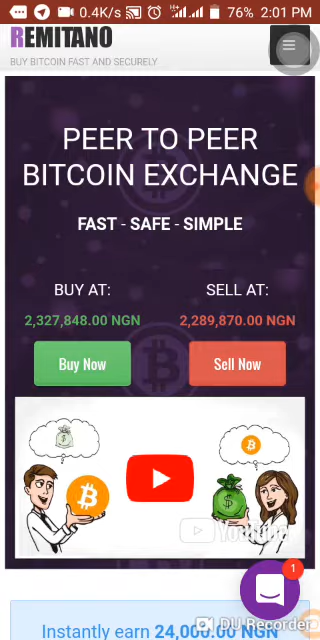 0.4K/s 76% 2:01 PM
REMITANO
BUY BITCOIN FAST AND SECURELY
PEER TO PEER
BITCOIN EXCHANGE
FAST - SAFE - SIMPLE
BUY AT: SELL AT:
2,327,848.00 NGN 2,289,870.00 NGN
Buy Now Sell Now
YouTube
1
DU Recorder
Instantly earn 24,000.00 NGN